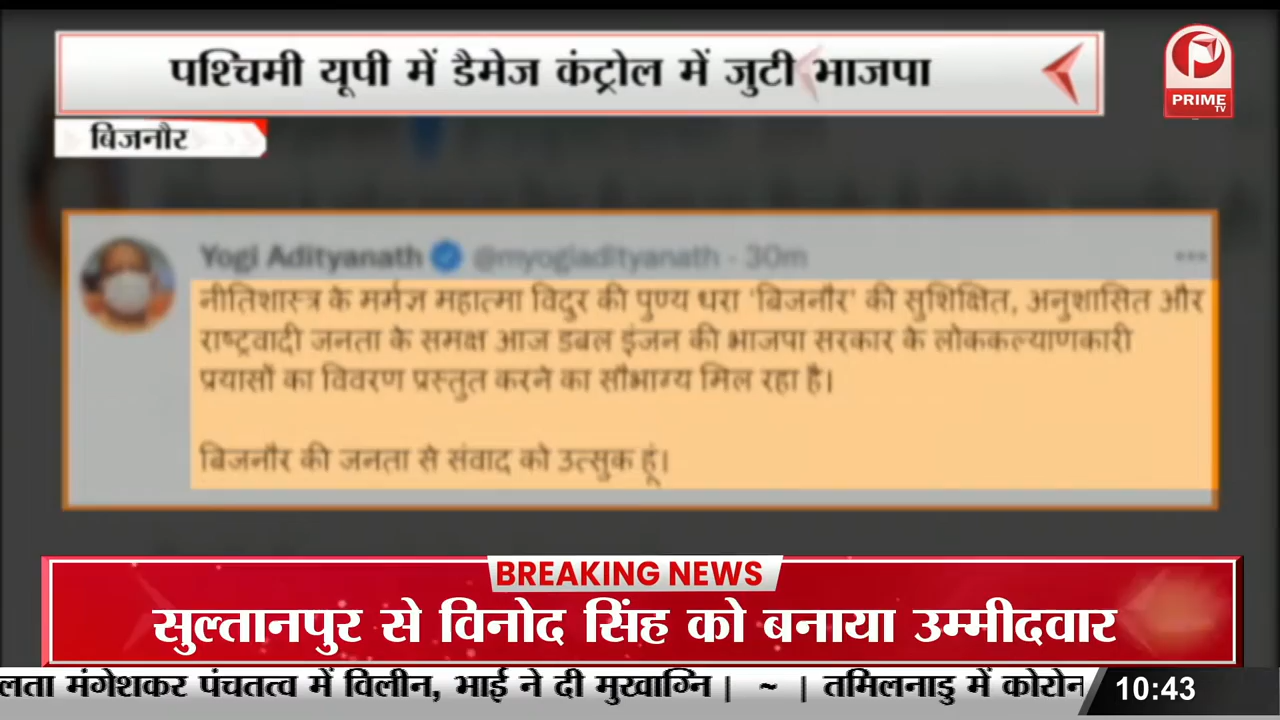 पश्चिमी यूपी में डैमेज कंट्रोल में जुटी भाजपा
PRIME
TV
बिजनौर
Yogi Adityanath @myogiadityanath · 30m
नीतिशास्त्र के मर्मज्ञ महात्मा विदुर की पुण्य धरा 'बिजनौर' की सुशिक्षित, अनुशासित और
राष्ट्रवादी जनता के समक्ष आज डबल इंजन की भाजपा सरकार के लोककल्याणकारी
प्रयासों का विवरण प्रस्तुत करने का सौभाग्य मिल रहा है।
बिजनौर की जनता से संवाद को उत्सुक हूं।
BREAKING NEWS
सुल्तानपुर से विनोद सिंह को बनाया उम्मीदवार
लता मंगेशकर पंचतत्व में विलीन, भाई ने दी मुखाग्नि | ~ | तमिलनाडु में कोरोन
10:43